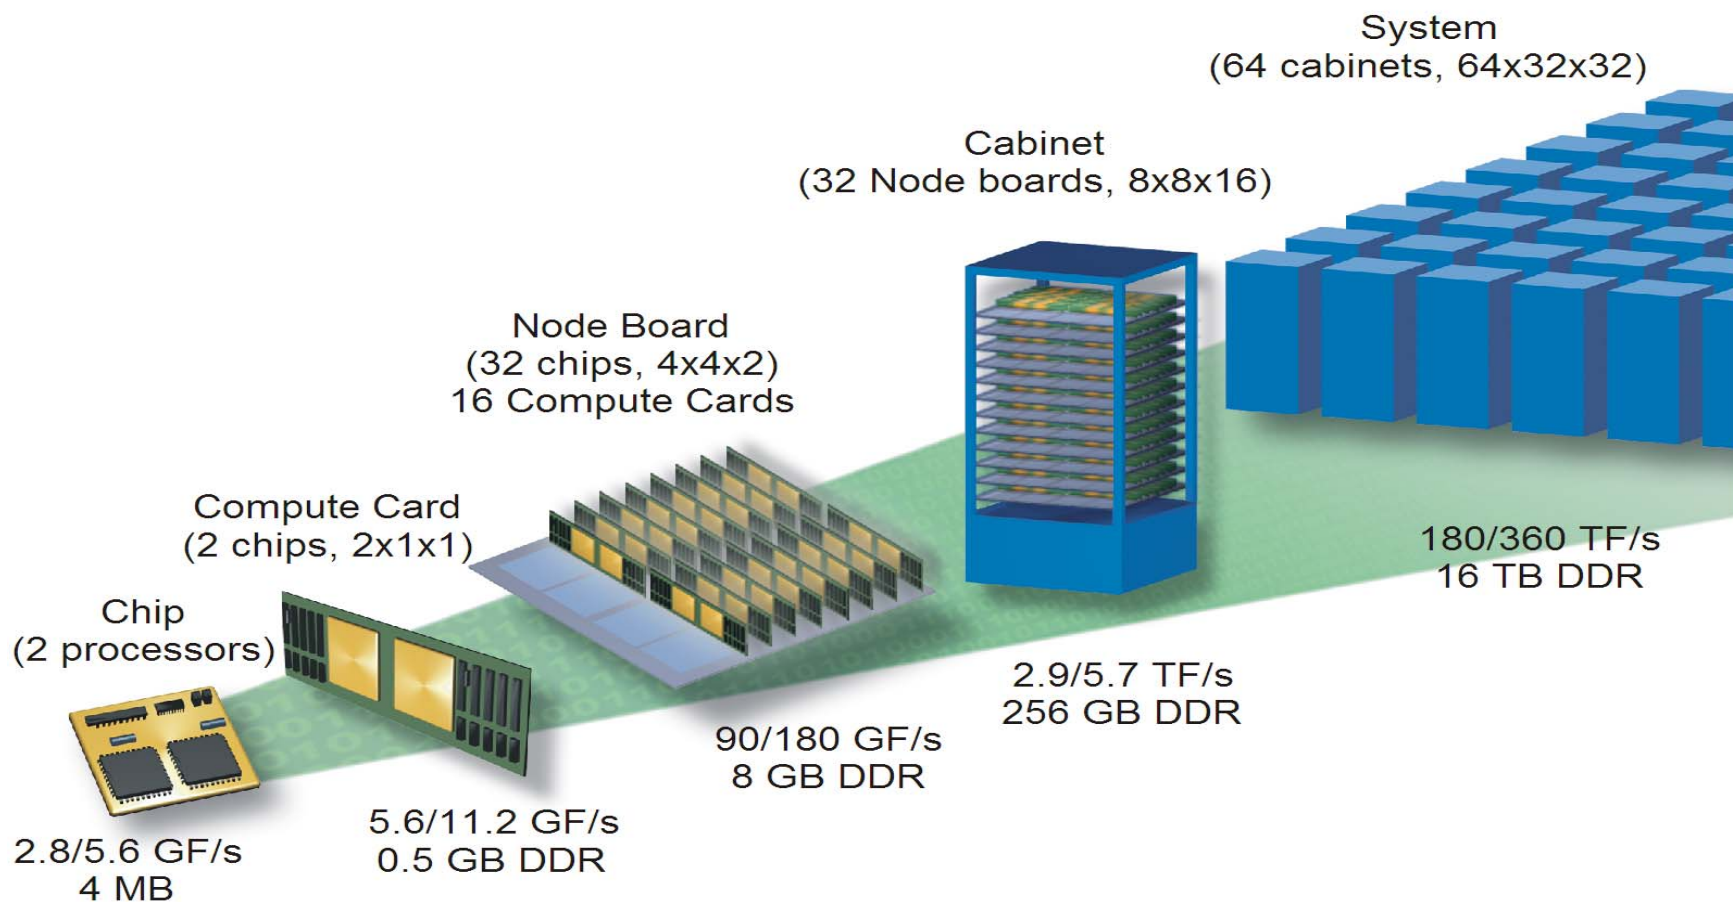 System
(64 cabinets, 64x32x32)
Cabinet
(32 Node boards, 8x8x16)
Node Board
(32 chips, 4x4x2)
16 Compute Cards
Compute Card
(2 chips, 2x1x1)
Chip
(2 processors)
180/360 TF/s
16 TB DDR
2.9/5.7 TF/s
256 GB DDR
90/180 GF/s
8 GB DDR
5.6/11.2 GF/s
0.5 GB DDR
2.8/5.6 GF/s
4 MB